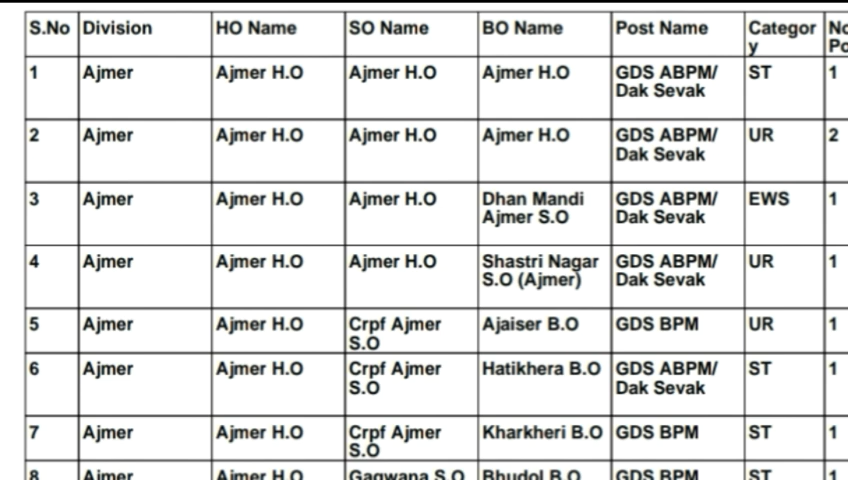 S.No Division HO Name SO Name BO Name Post Name Categor No
y Po
1 Ajmer Ajmer H.O Ajmer H.O Ajmer H.O GDS ABPM/ ST 1
Dak Sevak
2 Ajmer Ajmer H.O Ajmer H.O Ajmer H.O GDS ABPM/ UR 2
Dak Sevak
3 Ajmer Ajmer H.O Ajmer H.O Dhan Mandi GDS ABPM/ EWS 1
Ajmer S.O Dak Sevak
4 Ajmer Ajmer H.O Ajmer H.O Shastri Nagar GDS ABPM/ UR 1
S.O (Ajmer) Dak Sevak
5 Ajmer Ajmer H.O Crpf Ajmer Ajaiser B.O GDS BPM UR 1
S.O
6 Ajmer Ajmer H.O Crpf Ajmer Hatikhera B.O GDS ABPM/ ST 1
S.O Dak Sevak
7 Ajmer Ajmer H.O Crpf Ajmer Kharkheri B.O GDS BPM ST 1
S.O
8 Ajmer Ajmer H.O Gagwana S.O Bhudol B.O GDS BPM ST 1